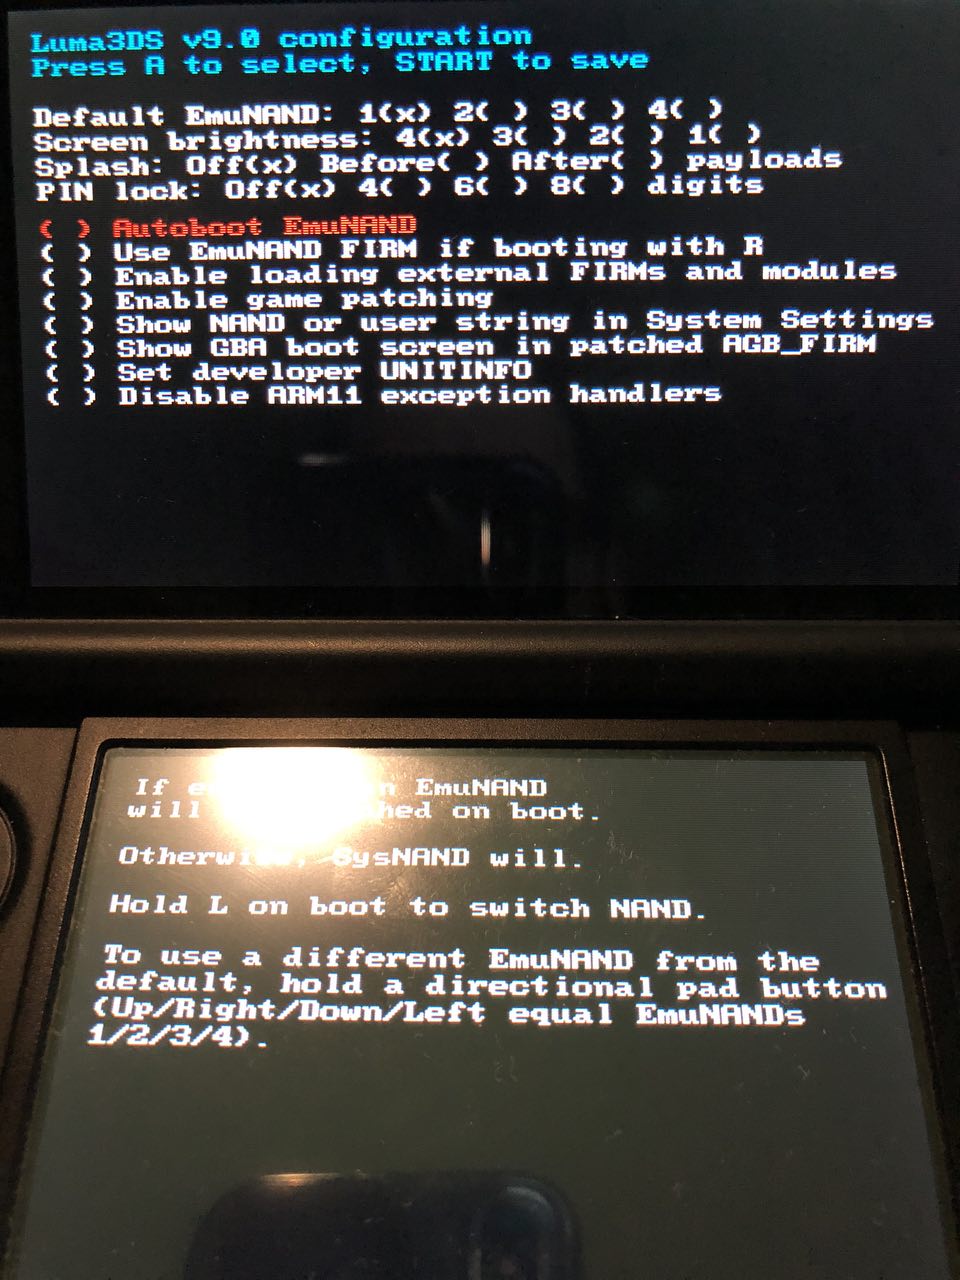 Luma3DS v9.0 configuration
Press A to select, START to save
Default EmuNAND: 1(x) 2( ) 3( ) 4( )
Screen brightness: 4(x) 3( ) 2( ) 1( )
Splash: Off(x) Before( ) After( ) payloads
PIN lock: Off(x) 4( ) 6( ) 8( ) digits
( ) Autoboot EmuNAND
( ) Use EmuNAND FIRM if booting with R
( ) Enable loading external FIRMs and modules
( ) Enable game patching
( ) Show NAND or user string in System Settings
( ) Show GBA boot screen in patched AGB_FIRM
( ) Set developer UNITINFO
( ) Disable ARM11 exception handlers
If EmuNAND
will on boot.
Otherwise, SysNAND will.
Hold L on boot to switch NAND.
To use a different EmuNAND from the
default, hold a directional pad button
(Up/Right/Down/Left equal EmuNANDs
1/2/3/4).